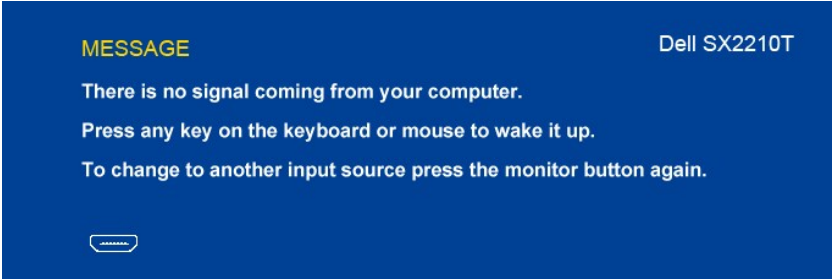 MESSAGE
Dell SX2210T
There is no signal coming from your computer.
Press any key on the keyboard or mouse to wake it up.
To change to another input source press the monitor button again.